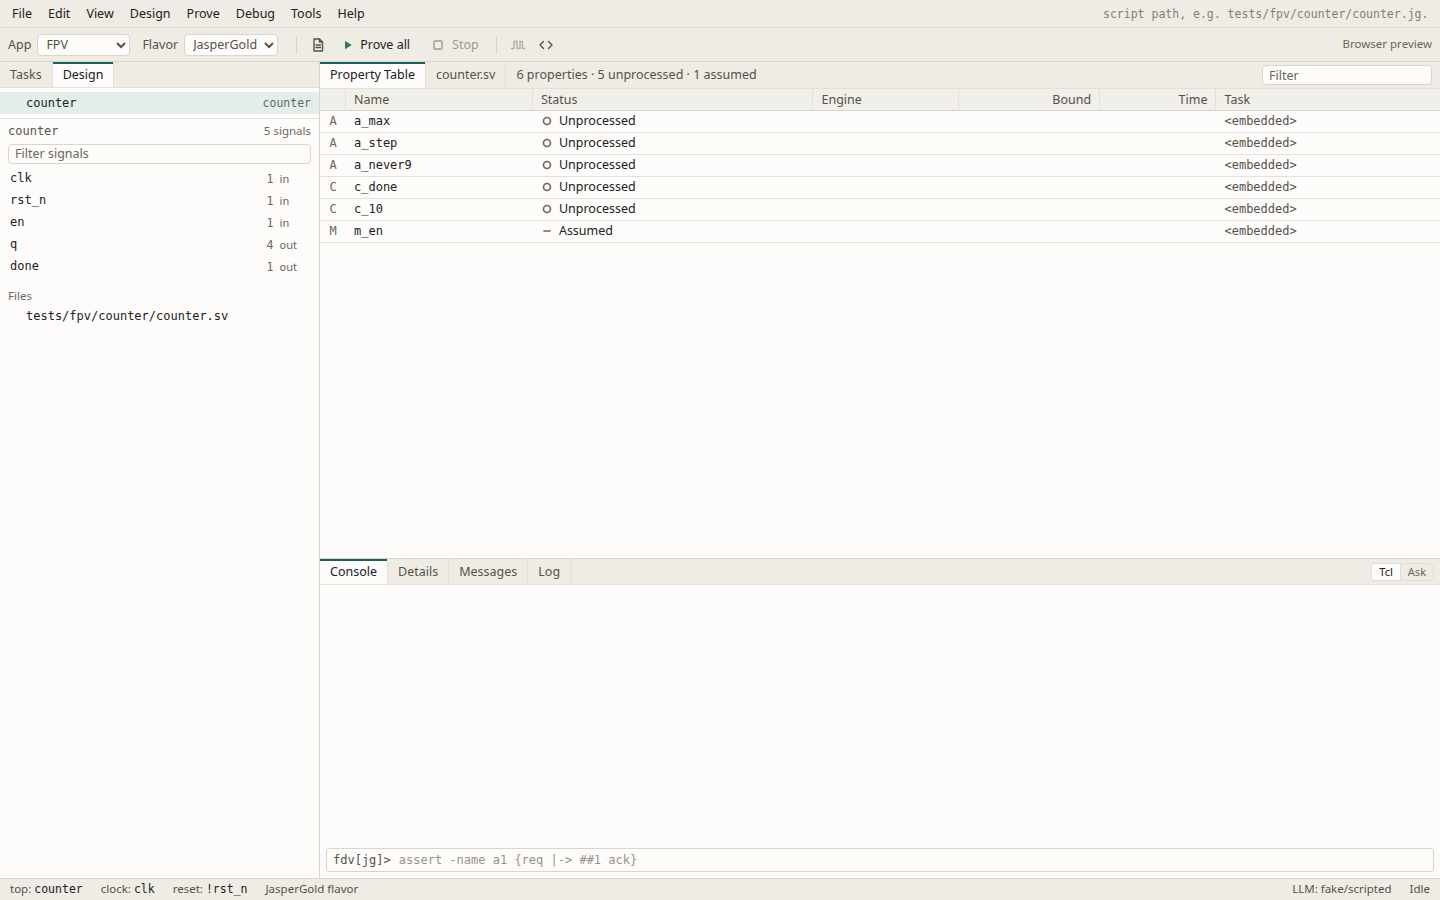 File Edit View Design Prove Debug Tools Help script path, e.g. tests/fpv/counter/counter.jg.
App FPV Flavor JasperGold Prove all Stop Browser preview
Tasks Design Property Table counter.sv 6 properties · 5 unprocessed · 1 assumed Filter
counter counter
counter 5 signals
Filter signals
clk 1 in
rst_n 1 in
en 1 in
q 4 out
done 1 out
Files
tests/fpv/counter/counter.sv
Name Status Engine Bound Time Task
A a_max Unprocessed <embedded>
A a_step Unprocessed <embedded>
A a_never9 Unprocessed <embedded>
C c_done Unprocessed <embedded>
C c_10 Unprocessed <embedded>
M m_en Assumed <embedded>
Console Details Messages Log Tcl Ask
fdv[jg]> assert -name a1 {req |-> ##1 ack}
top: counter clock: clk reset: !rst_n JasperGold flavor LLM: fake/scripted Idle